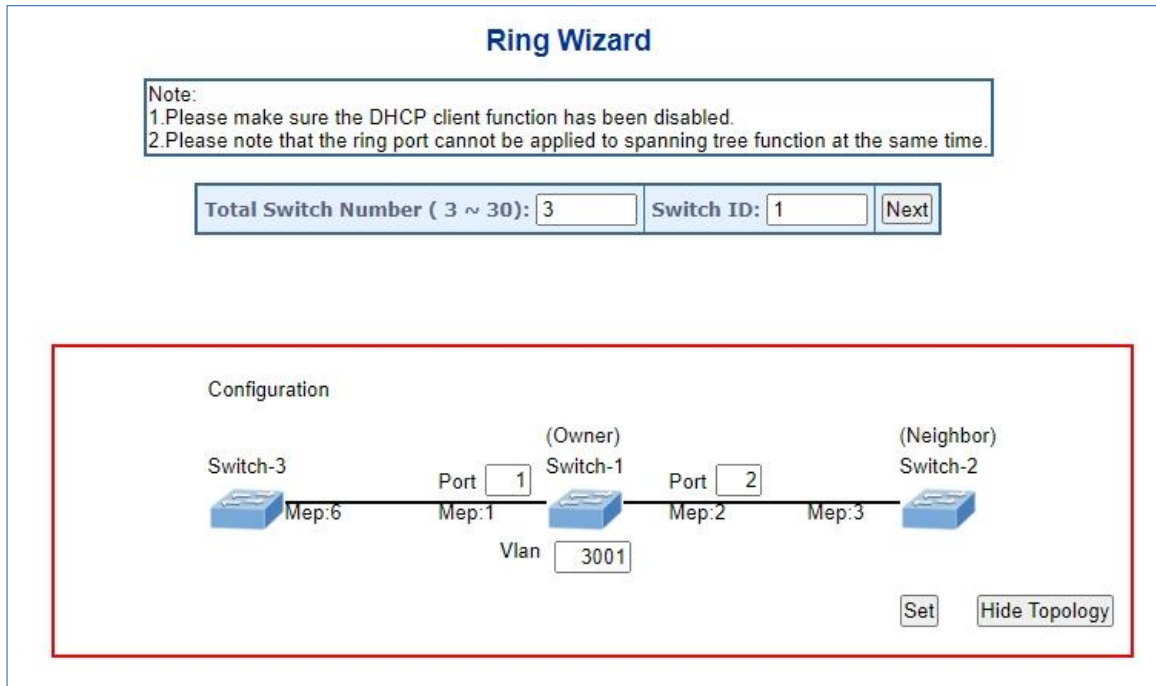 Ring Wizard
Note:
1.Please make sure the DHCP client function has been disabled.
2.Please note that the ring port cannot be applied to spanning tree function at the same time.
Total Switch Number ( 3 ~ 30): 3 Switch ID: 1 Next
Configuration
(Owner) (Neighbor)
Switch-3 Port 1 Switch-1 Port 2 Switch-2
Mep:6 Mep:1 Mep:2 Mep:3
Vlan 3001
Set Hide Topology